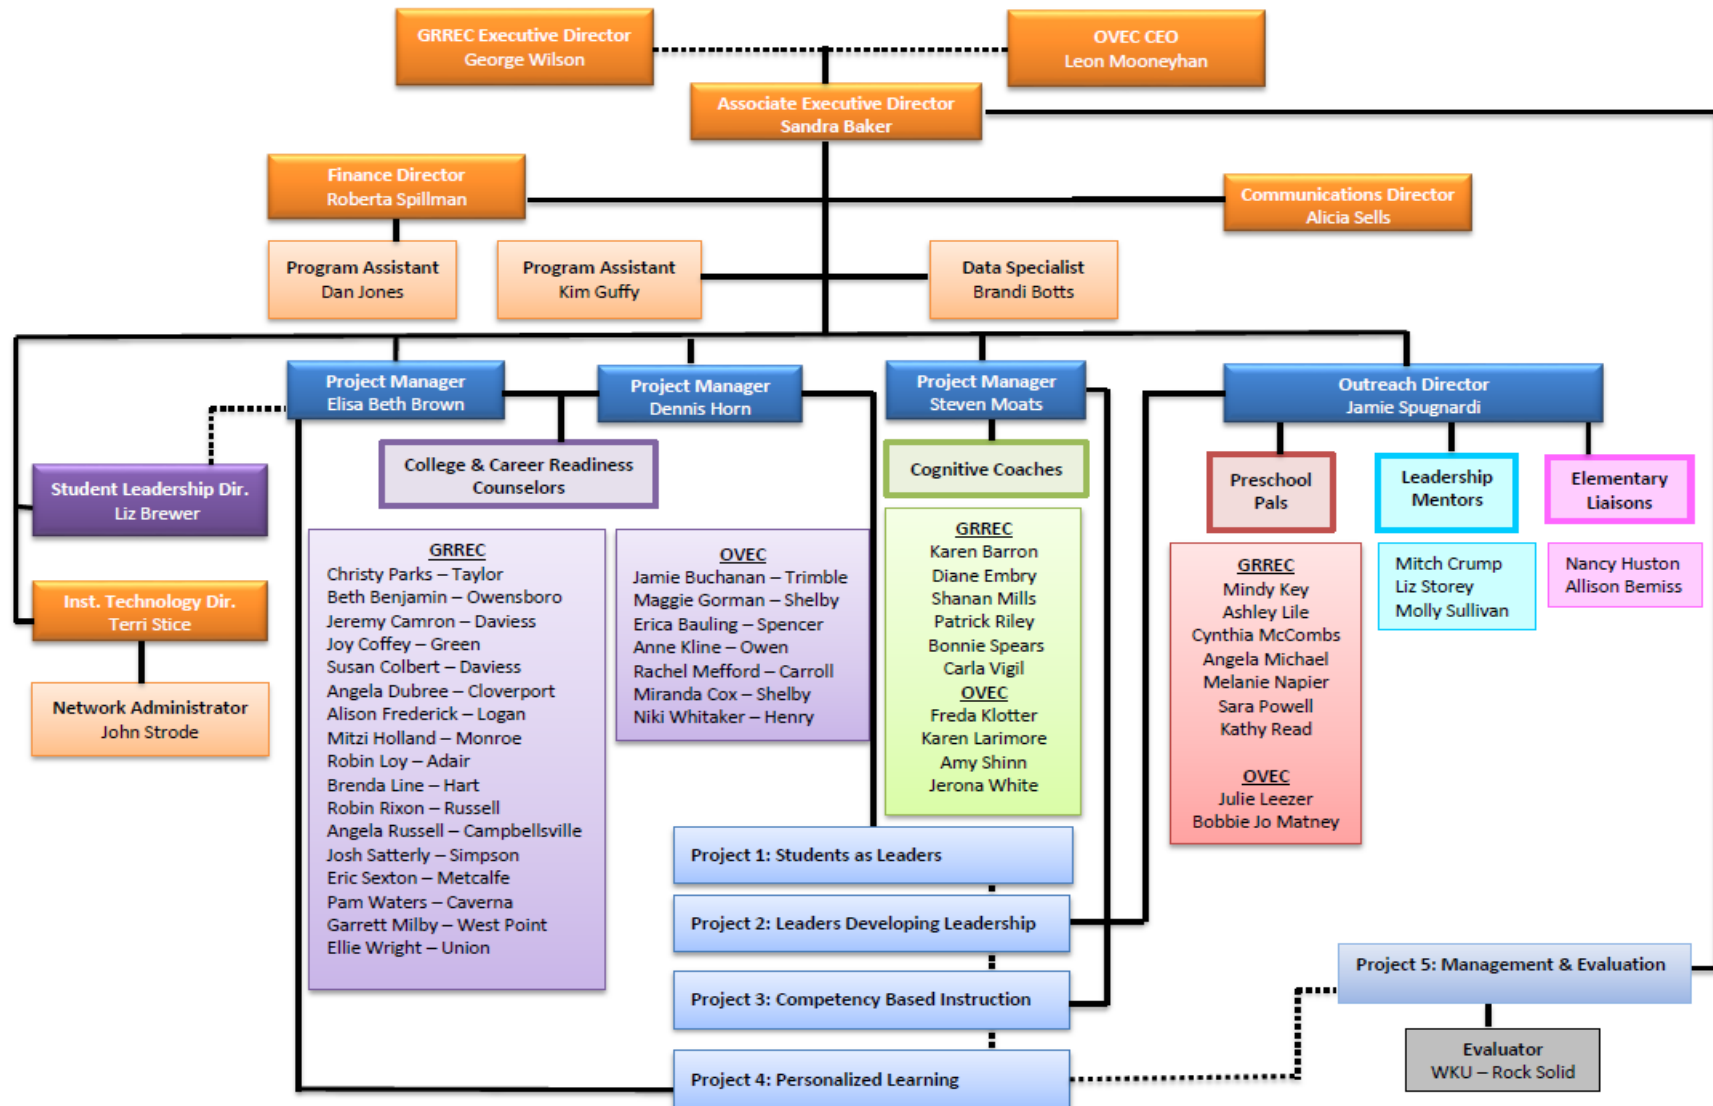 GRREC Executive Director
George Wilson
OVEC CEO
Leon Mooneyhan
Associate Executive Director
Sandra Baker
Finance Director
Roberta Spillman
Communications Director
Alicia Sells
Program Assistant
Dan Jones
Program Assistant
Kim Guffy
Data Specialist
Brandi Botts
Project Manager
Elisa Beth Brown
Project Manager
Dennis Horn
Project Manager
Steven Moats
Outreach Director
Jamie Spugnardi
Student Leadership Dir.
Liz Brewer
Inst. Technology Dir.
Terri Stice
Network Administrator
John Strode
College & Career Readiness
Counselors
GRREC
Christy Parks – Taylor
Beth Benjamin – Owensboro
Jeremy Camron – Daviess
Joy Coffey – Green
Susan Colbert – Daviess
Angela Dubree – Cloverport
Alison Frederick – Logan
Mitzi Holland – Monroe
Robin Loy – Adair
Brenda Line – Hart
Robin Rixon – Russell
Angela Russell – Campbellsville
Josh Satterly – Simpson
Eric Sexton – Metcalfe
Pam Waters – Caverna
Garrett Milby – West Point
Ellie Wright – Union
OVEC
Jamie Buchanan – Trimble
Maggie Gorman – Shelby
Erica Bauling – Spencer
Anne Kline – Owen
Rachel Mefford – Carroll
Miranda Cox – Shelby
Niki Whitaker – Henry
Cognitive Coaches
GRREC
Karen Barron
Diane Embry
Shanan Mills
Patrick Riley
Bonnie Spears
Carla Vigil
OVEC
Freda Klotter
Karen Larimore
Amy Shinn
Jerona White
Preschool
Pals
GRREC
Mindy Key
Ashley Lile
Cynthia McCombs
Angela Michael
Melanie Napier
Sara Powell
Kathy Read
OVEC
Julie Leezer
Bobbie Jo Matney
Leadership
Mentors
Mitch Crump
Liz Storey
Molly Sullivan
Elementary
Liaisons
Nancy Huston
Allison Bemiss
Project 1: Students as Leaders
Project 2: Leaders Developing Leadership
Project 3: Competency Based Instruction
Project 4: Personalized Learning
Project 5: Management & Evaluation
Evaluator
WKU – Rock Solid